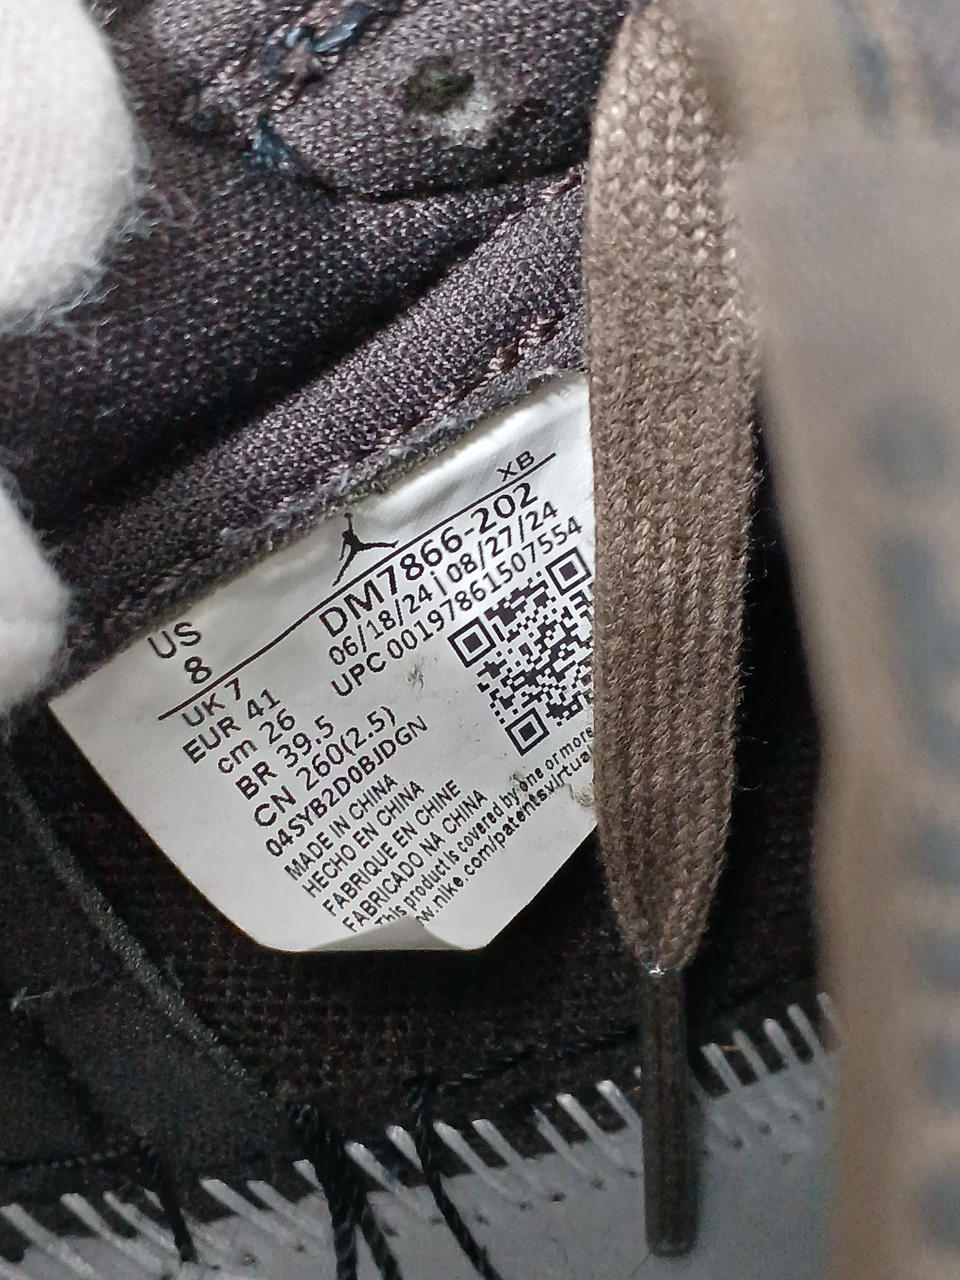 XB
US
8
DM7866-202
06/18/24 | 08/27/24
UPC 00197861507554
UK 7
EUR 41
cm 26
BR 39.5
CN 260(2.5)
04SYB2D0BJDGN
MADE IN CHINA
HECHO EN CHINA
FABRIQUE EN CHINE
FABRICADO NA CHINA
This product is covered by one or more
w.nike.com/patentsvirtua